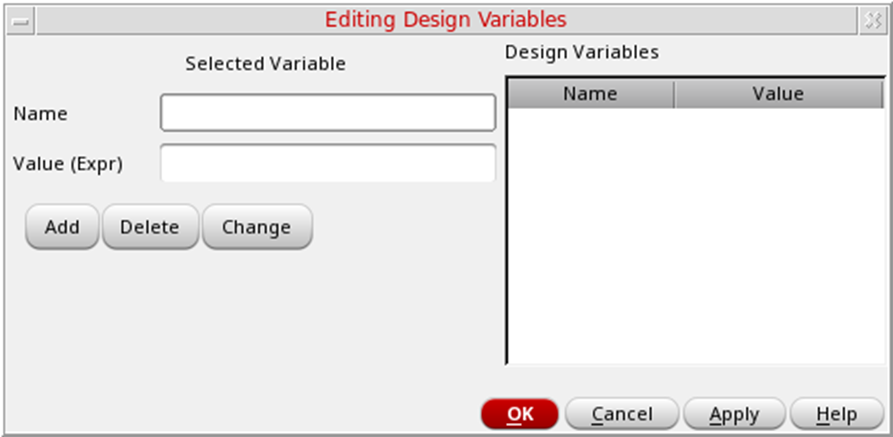 Editing Design Variables
Selected Variable
Name
Value (Expr)
Add Delete Change
Design Variables
Name Value
OK Cancel Apply Help